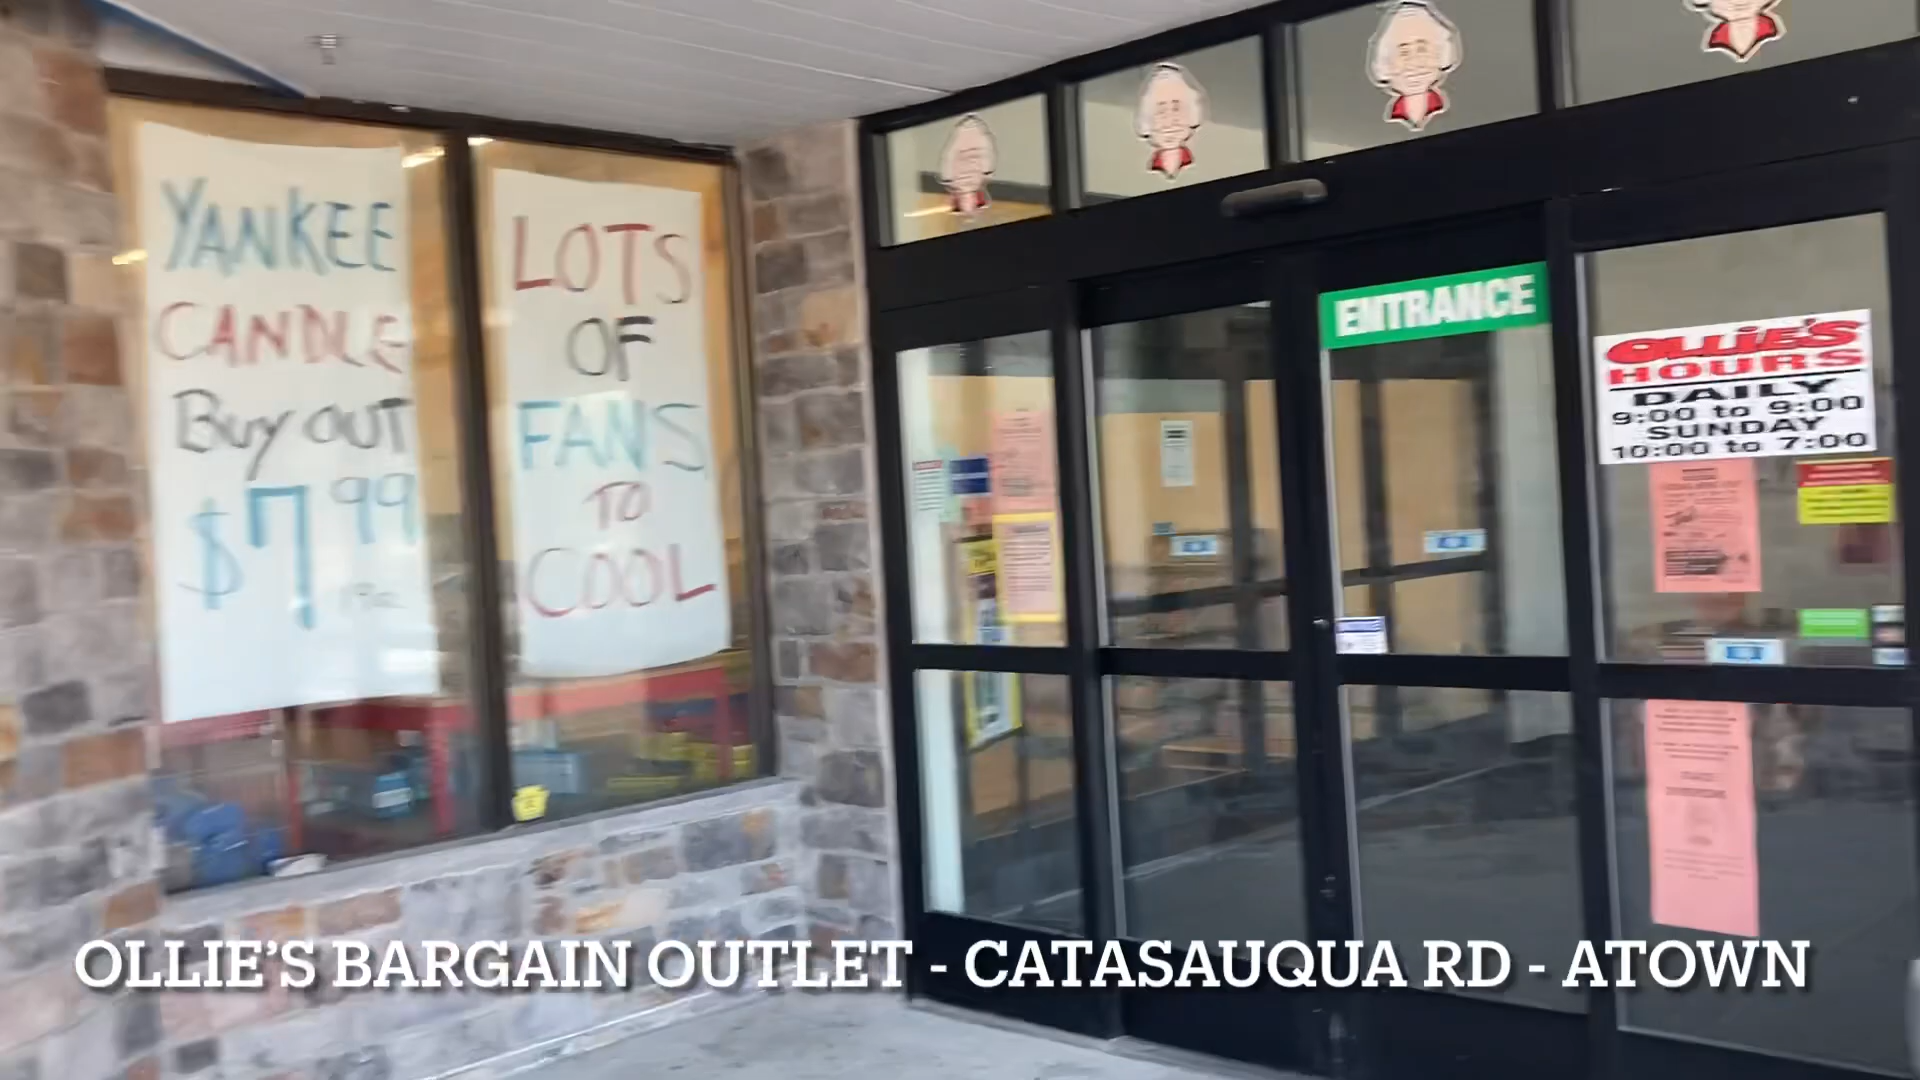 YANKEE
CANDLE
Buy OUT
$7.99
LOTS
OF
FANS
TO
COOL
ENTRANCE
OLLIE'S
HOURS
DAILY
9:00 to 9:00
SUNDAY
10:00 to 7:00
OLLIE'S BARGAIN OUTLET - CATASAUQUA RD - ATOWN